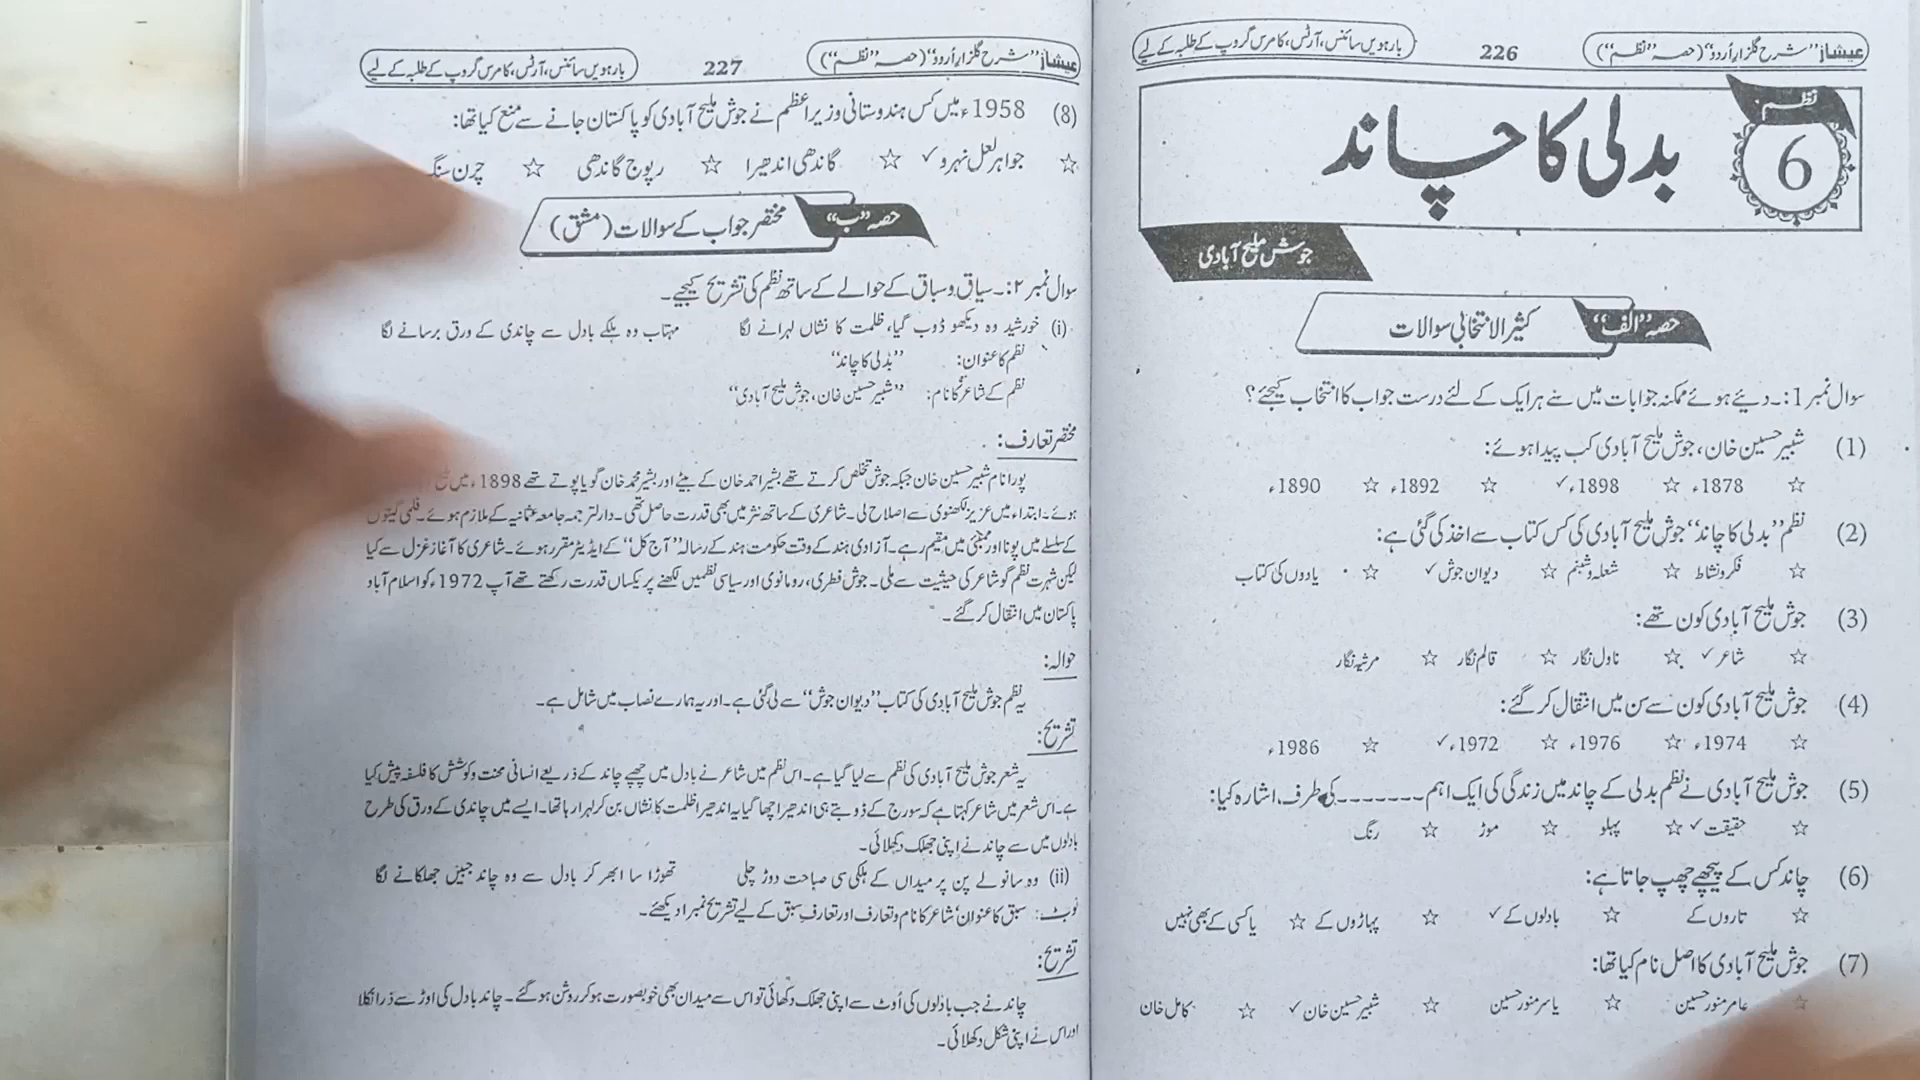 عیشاز "شرح گلزارِ اُردو" (حصہ "نظم")
226
بارہویں سائنس، آرٹس، کامرس گروپ کے طلبہ کے لیے
نظم
6
بدلی کا چاند
جوش ملیح آبادی
حصہ "الف" کثیر الانتخابی سوالات
سوال نمبر 1:۔ دیئے ہوئے ممکنہ جوابات میں سے ہر ایک کے لئے درست جواب کا انتخاب کیجئے؟
(1) شبیر حسین خان، جوش ملیح آبادی کب پیدا ہوئے:
☆ 1878ء ☆ 1898ء✓ ☆ 1892ء ☆ 1890ء
(2) نظم "بدلی کا چاند" جوش ملیح آبادی کی کس کتاب سے اخذ کی گئی ہے:
☆ فکر و نشاط ☆ شعلہ و شبنم ☆ دیوان جوش✓ ☆ یادوں کی کتاب
(3) جوش ملیح آبادی کون تھے:
☆ شاعر✓ ☆ ناول نگار ☆ قالم نگار ☆ مرثیہ نگار
(4) جوش ملیح آبادی کون سے سن میں انتقال کر گئے:
☆ 1974ء ☆ 1976ء ☆ 1972ء✓ ☆ 1986ء
(5) جوش ملیح آبادی نے نظم بدلی کے چاند میں زندگی کی ایک اہم ------- کی طرف اشارہ کیا:
☆ حقیقت✓ ☆ پہلو ☆ موڑ ☆ رنگ
(6) چاند کس کے پیچھے چھپ جاتا ہے:
☆ تاروں کے ☆ بادلوں کے✓ ☆ پہاڑوں کے ☆ یا کسی کے بھی نہیں
(7) جوش ملیح آبادی کا اصل نام کیا تھا:
☆ عامر منور حسین ☆ یاسر منور حسین ☆ شبیر حسین خان✓ ☆ کامل خان
عیشاز "شرح گلزارِ اُردو" (حصہ "نظم")
227
بارہویں سائنس، آرٹس، کامرس گروپ کے طلبہ کے لیے
(8) 1958ء میں کس ہندوستانی وزیر اعظم نے جوش ملیح آبادی کو پاکستان جانے سے منع کیا تھا:
☆ جواہر لعل نہرو✓ ☆ گاندھی اندھیرا ☆ ریوج گاندھی ☆ چرن سنگ
حصہ "ب" مختصر جواب کے سوالات (مشق)
سوال نمبر ۲:۔ سیاق و سباق کے حوالے کے ساتھ نظم کی تشریح کیجیے۔
(i) خورشید وہ دیکھو ڈوب گیا، ظلمت کا نشاں لہرانے لگا مہتاب وہ ہلکے بادل سے چاندی کے ورق برسانے لگا
نظم کا عنوان: "بدلی کا چاند"
نظم کے شاعر کا نام: "شبیر حسین خان، جوش ملیح آبادی"
مختصر تعارف:
پورا نام شبیر حسین خان جبکہ جوش تخلص کرتے تھے بشیر احمد خان کے بیٹے اور بشیر محمد خان گویا پوتے تھے 1898ء میں
ہوئے۔ ابتداء میں عزیز لکھنوی سے اصلاح لی۔ شاعری کے ساتھ نثر میں بھی قدرت حاصل تھی۔ دارلترجمہ جامعہ عثمانیہ کے ملازم ہوئے۔ فلمی گیتوں
کے سلسلے میں پونا اور ممبئی میں مقیم رہے۔ آزادی ہند کے وقت حکومت ہند کے رسالہ "آج کل" کے ایڈیٹر مقرر ہوئے۔ شاعری کا آغاز غزل سے کیا
لیکن شہرت نظم گو شاعر کی حیثیت سے ملی۔ جوش فطری، رومانوی اور سیاسی نظمیں لکھنے پر یکساں قدرت رکھتے تھے آپ 1972ء کو اسلام آباد
پاکستان میں انتقال کر گئے۔
حوالہ:
یہ نظم جوش ملیح آبادی کی کتاب "دیوان جوش" سے لی گئی ہے۔ اور یہ ہمارے نصاب میں شامل ہے۔
تشریح:
یہ شعر جوش ملیح آبادی کی نظم سے لیا گیا ہے۔ اس نظم میں شاعر نے بادل میں چھپے چاند کے ذریعے انسانی محنت و کوشش کا فلسفہ پیش کیا
ہے۔ اس شعر میں شاعر کہتا ہے کہ سورج کے ڈوبتے ہی اندھیرا چھا گیا یہ اندھیرا ظلمت کا نشاں بن کر لہرا رہا تھا۔ ایسے میں چاندی کے ورق کی طرح
بادلوں میں سے چاند نے اپنی جھلک دکھلائی۔
(ii) وہ سانولے پن پر میداں کے ہلکی سی صباحت دوڑ چلی تھوڑا سا ابھر کر بادل سے وہ چاند جبیں جھلکانے لگا
نوٹ: سبق کا عنوان، شاعر کا نام و تعارف اور تعارفِ سبق کے لیے تشریح نمبرا دیکھئے۔
تشریح:
چاند نے جب بادلوں کی اُوٹ سے اپنی جھلک دکھائی تو اس سے میدان بھی خوبصورت ہو کر روشن ہو گئے۔ چاند بادل کی اوڑ سے ذرا نکلا
اور اس نے اپنی شکل دکھلائی۔